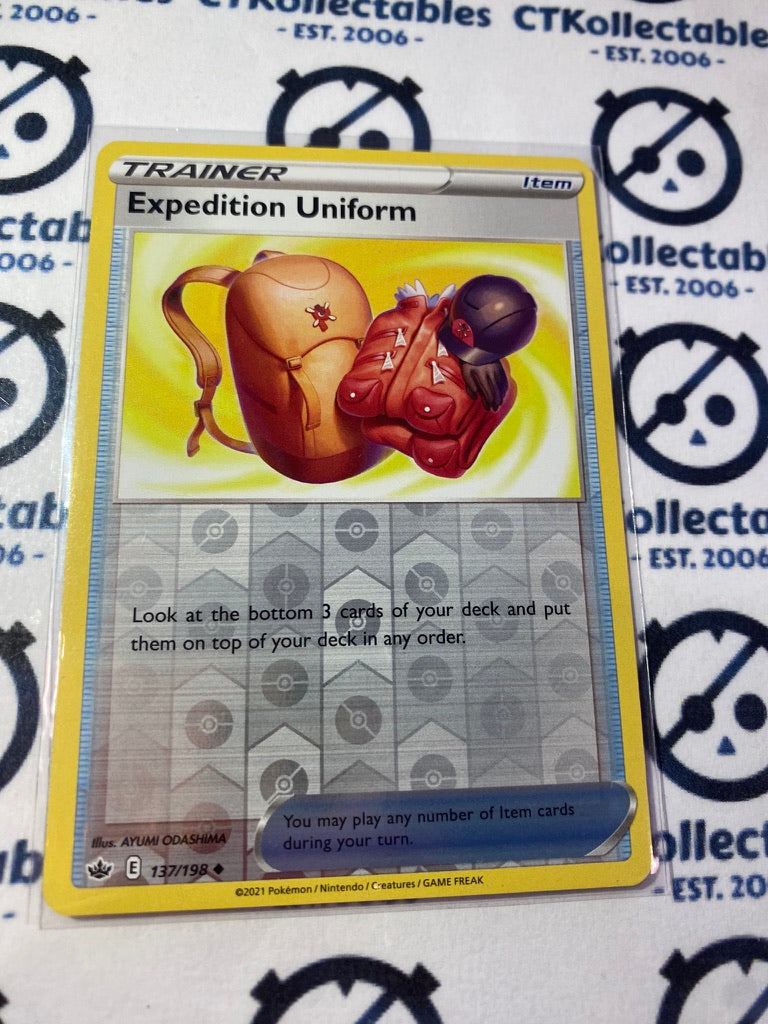 2006 -
CTKollectables
- EST. 2006 -
CTKollectables
- EST. 2006 -
TRAINER
Item
Expedition Uniform
ollectab
- EST. 2006 -
2006 -
Look at the bottom 3 cards of your deck and put
them on top of your deck in any order.
ollecta
EST. 2006
You may play any number of Item cards
during your turn.
Illus. AYUMI ODASHIMA
E 137/198
©2021 Pokémon / Nintendo / Creatures / GAME FREAK
ollect
- EST. 20